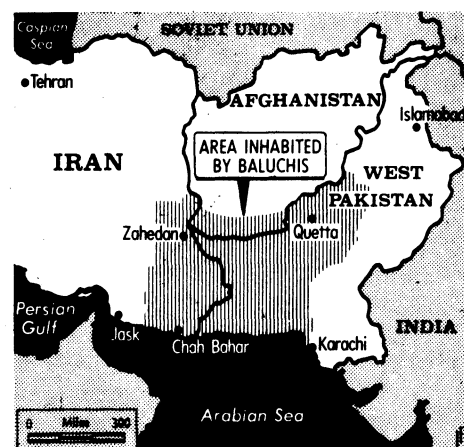 Caspian
Sea
SOVIET UNION
Tehran
AFGHANISTAN
Islamabad
AREA INHABITED
BY BALUCHIS
IRAN
WEST
PAKISTAN
Zahedan
Quetta
Persian
Gulf
INDIA
Jask
Chah Bahar
Karachi
Arabian Sea
0 Miles 300